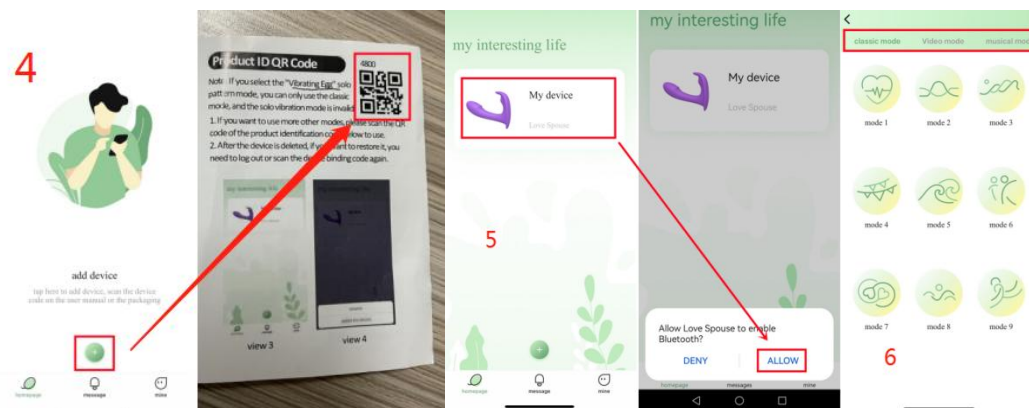 4
add device
tap here to add device, scan the device
code on the user manual or the packaging
homepage
message
mine
Product ID QR Code
4800
Note: If you select the "Vibrating Egg" solo
pattern mode, you can only use the classic
mode, and the solo vibration mode is invalid
1. If you want to use more other modes, please scan the QR
code of the product identification code below to use.
2. After the device is deleted, if you want to restore it, you
need to log out or scan the device binding code again.
my interesting life
view 3
view 4
my interesting life
My device
Love Spouse
5
homepage
message
mine
my interesting life
My device
Love Spouse
Allow Love Spouse to enable
Bluetooth?
DENY
ALLOW
homepage
messages
mine
classic mode
Video mode
musical mod
mode 1
mode 2
mode 3
mode 4
mode 5
mode 6
mode 7
mode 8
mode 9
6